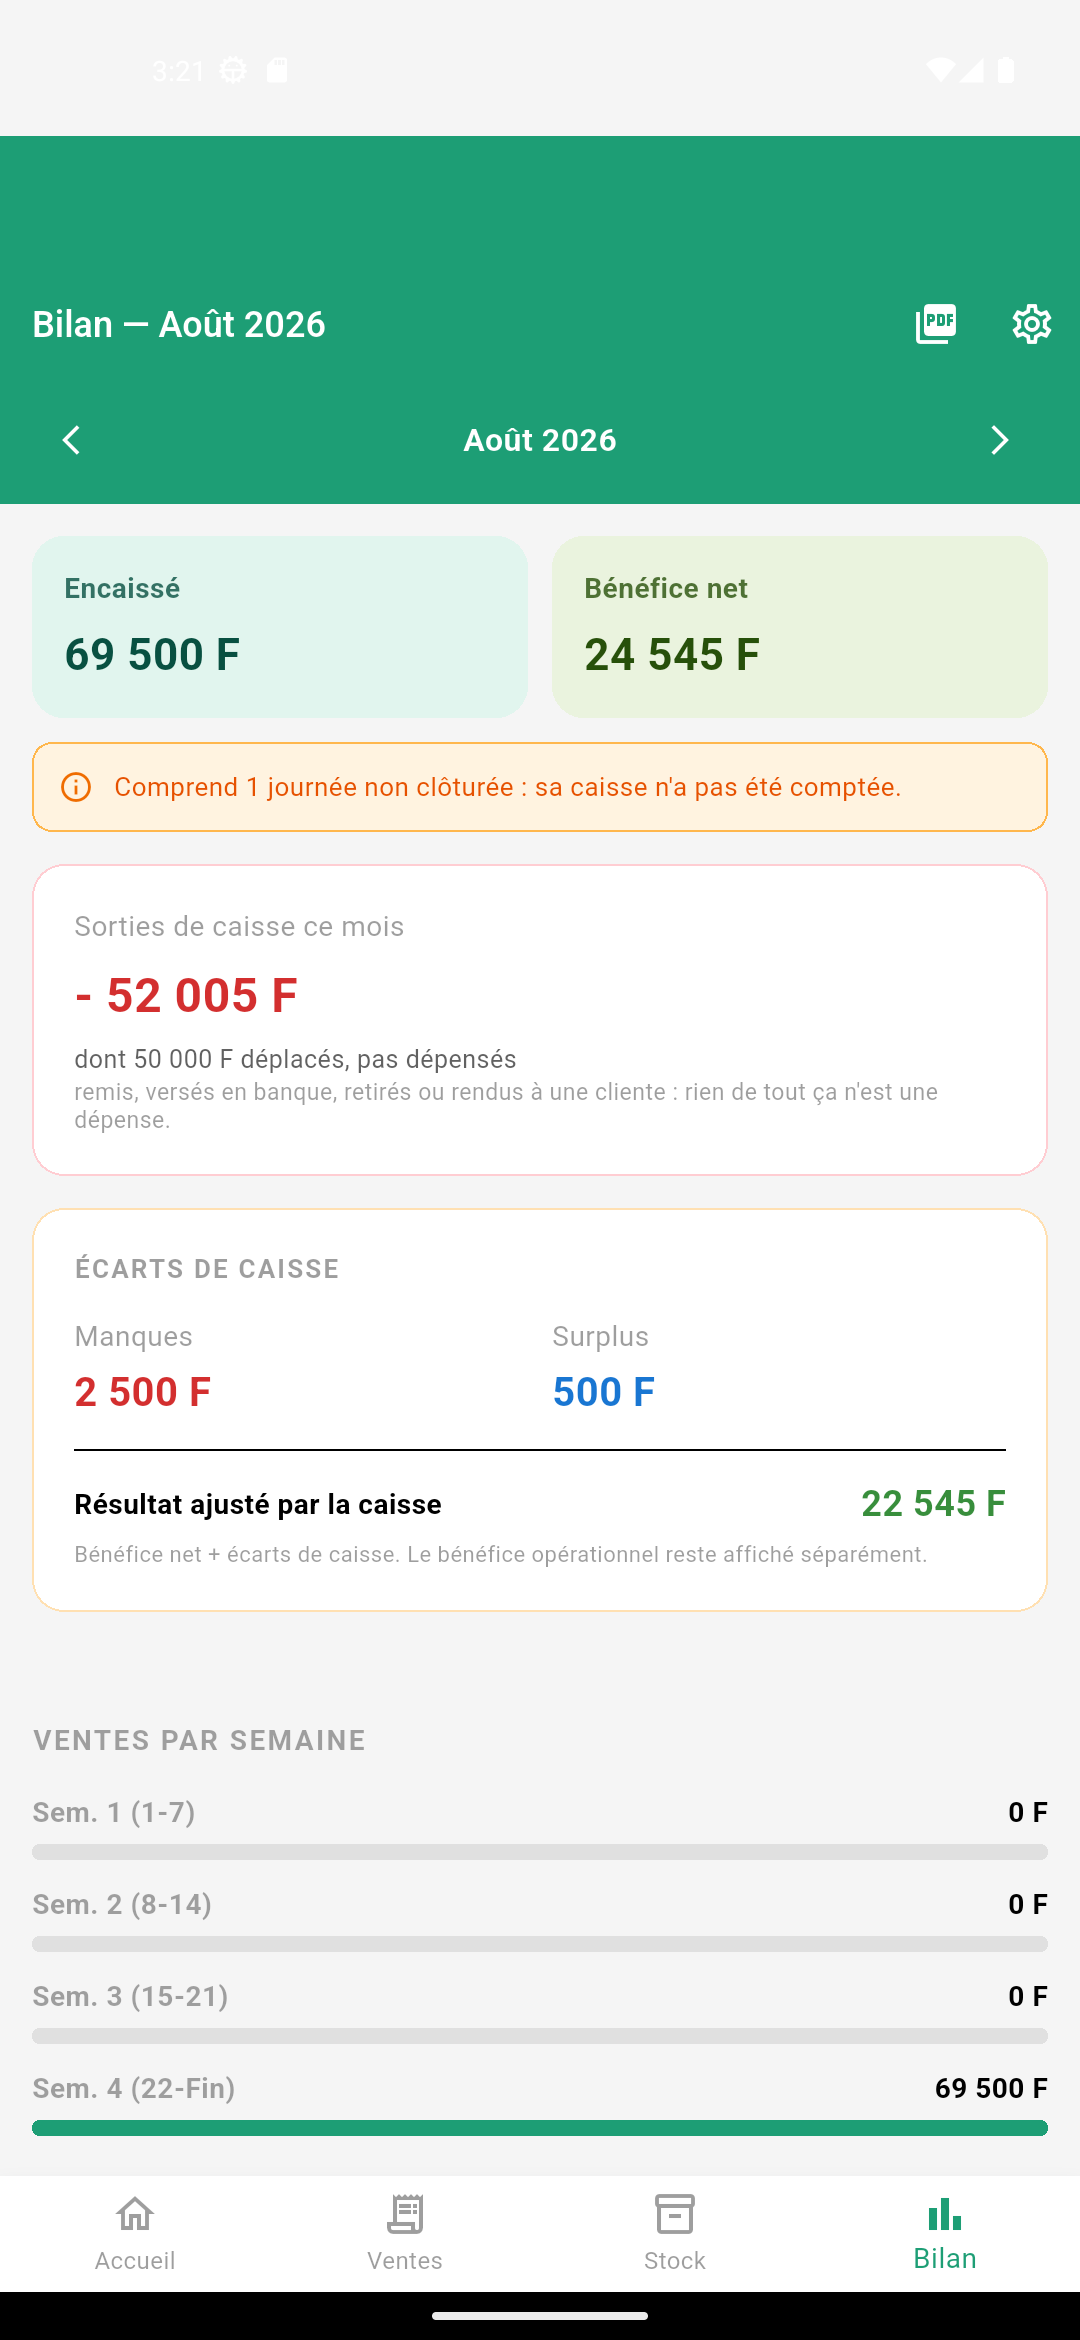 3:21
Bilan — Août 2026
PDF
Août 2026
Encaissé
69 500 F
Bénéfice net
24 545 F
Comprend 1 journée non clôturée : sa caisse n'a pas été comptée.
Sorties de caisse ce mois
- 52 005 F
dont 50 000 F déplacés, pas dépensés
remis, versés en banque, retirés ou rendus à une cliente : rien de tout ça n'est une
dépense.
ÉCARTS DE CAISSE
Manques
2 500 F
Surplus
500 F
Résultat ajusté par la caisse
22 545 F
Bénéfice net + écarts de caisse. Le bénéfice opérationnel reste affiché séparément.
VENTES PAR SEMAINE
Sem. 1 (1-7)
0 F
Sem. 2 (8-14)
0 F
Sem. 3 (15-21)
0 F
Sem. 4 (22-Fin)
69 500 F
Accueil
Ventes
Stock
Bilan